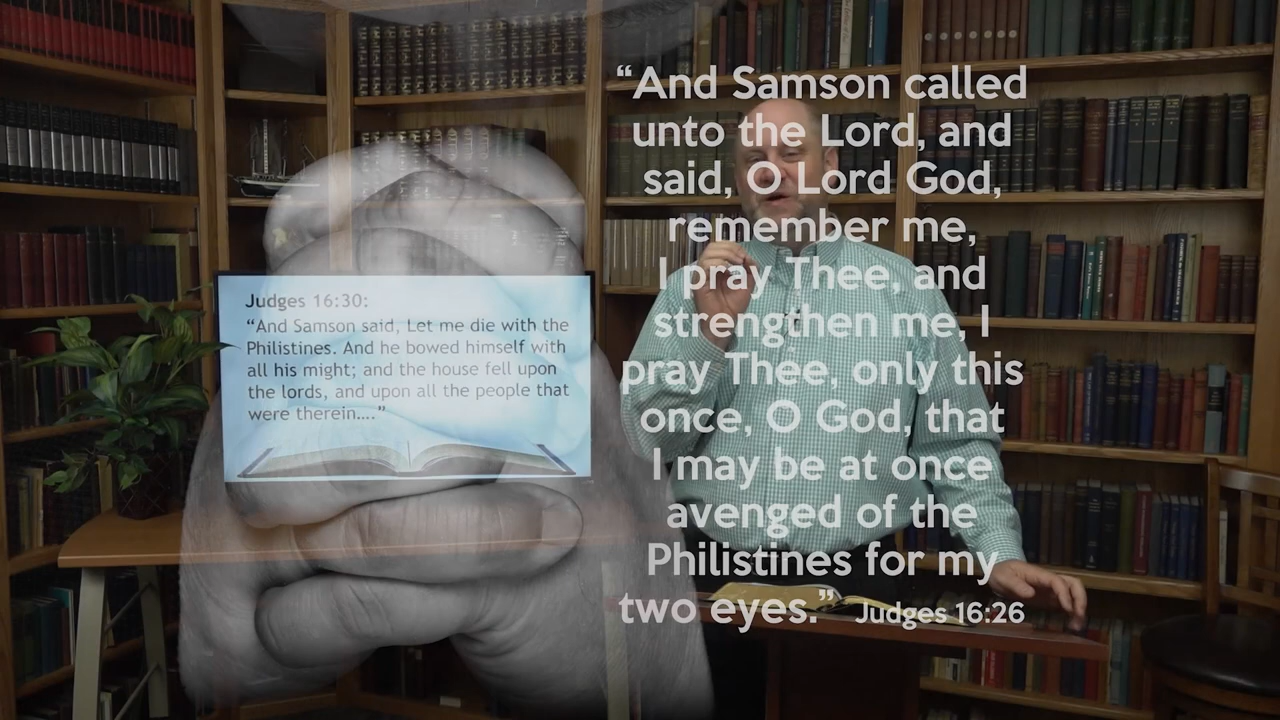 Judges 16:30:
“And Samson said, Let me die with the
Philistines. And he bowed himself with
all his might; and the house fell upon
the lords, and upon all the people that
were therein....”
“And Samson called
unto the Lord, and
said, O Lord God,
remember me,
I pray Thee, and
strengthen me, I
pray Thee, only this
once, O God, that
I may be at once
avenged of the
Philistines for my
two eyes.” Judges 16:26